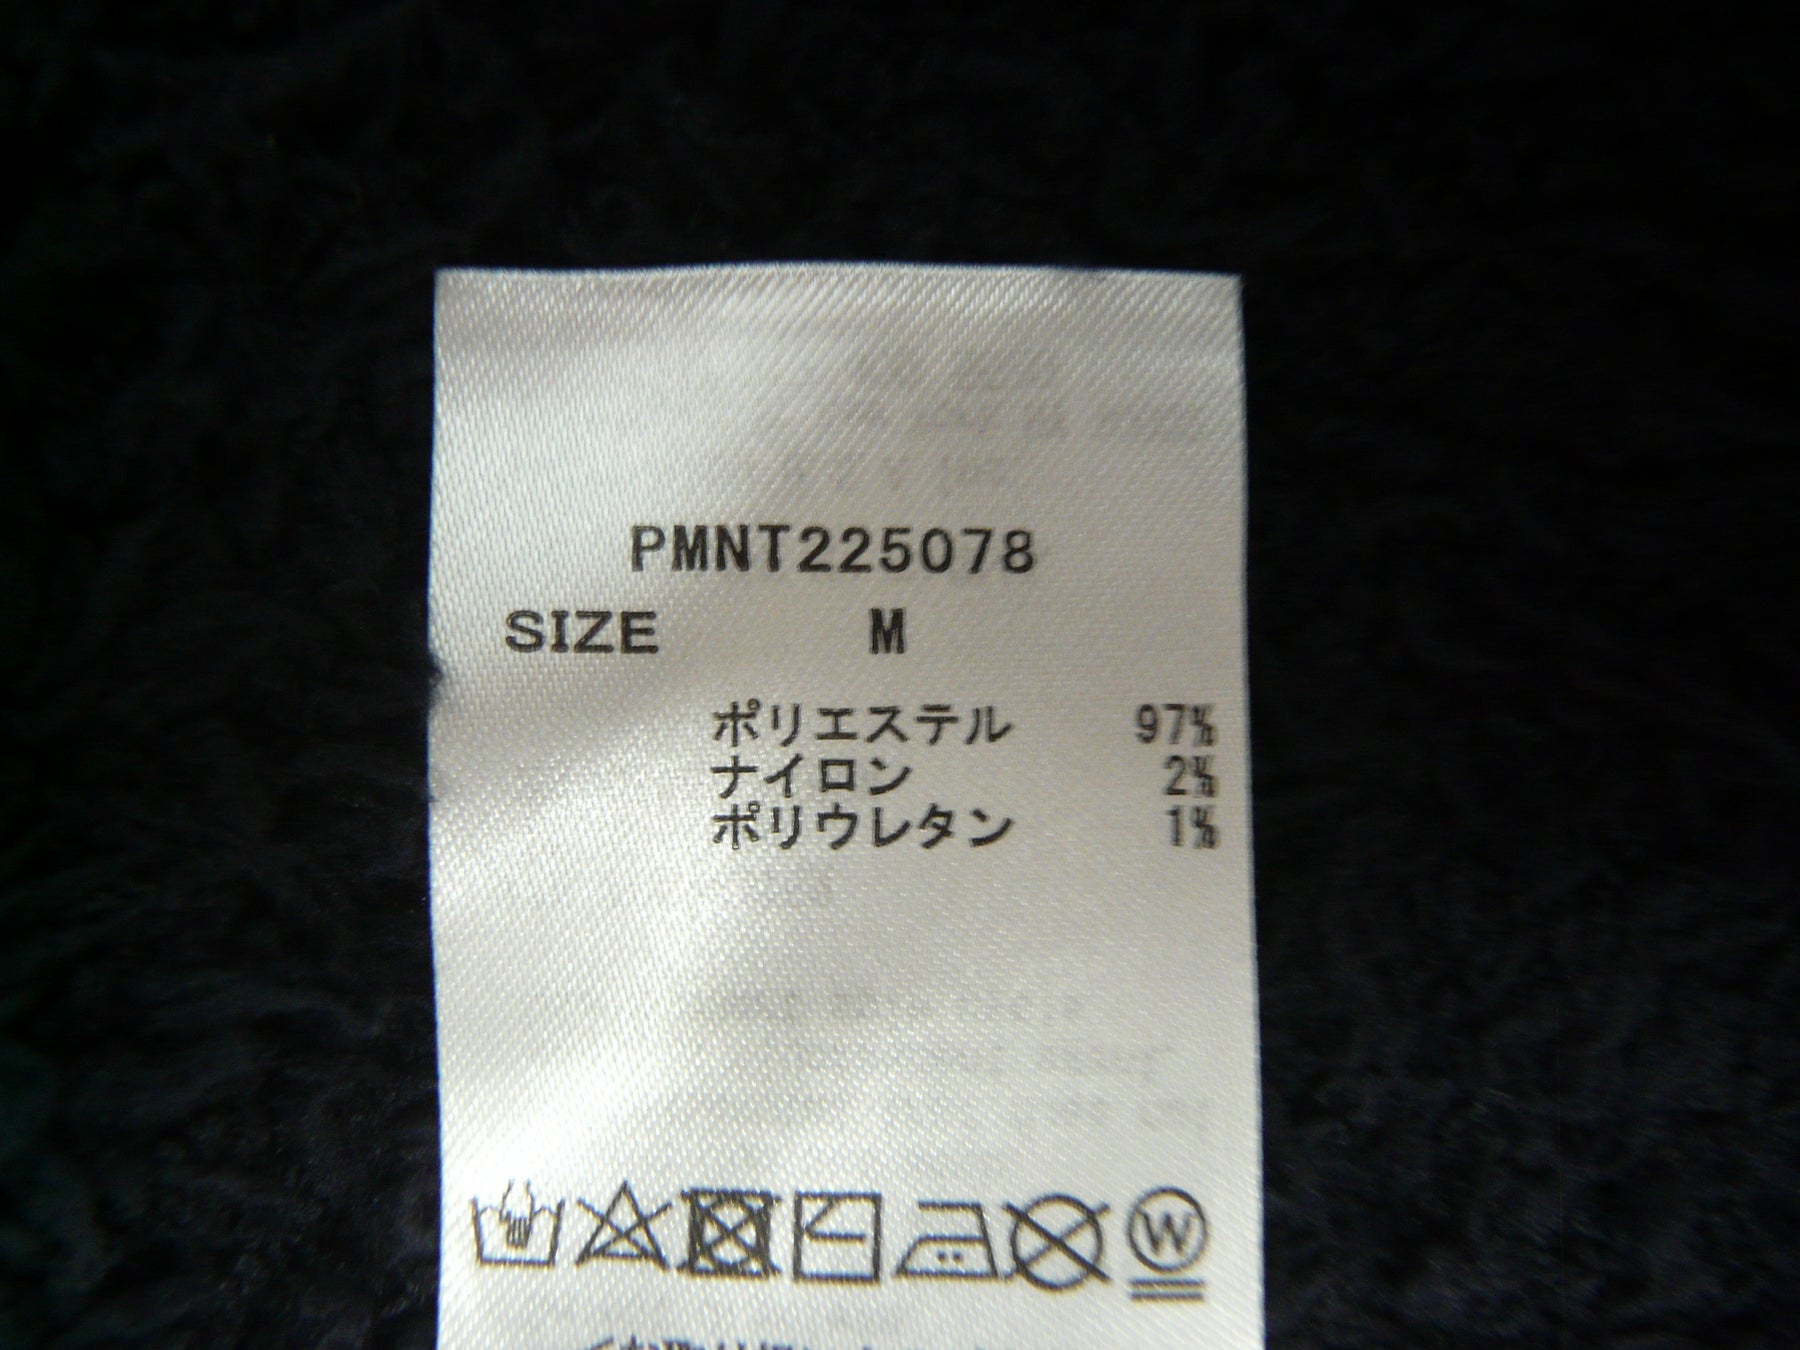 PMNT225078
SIZE M
ポリエステル 97%
ナイロン 2%
ポリウレタン 1%
W